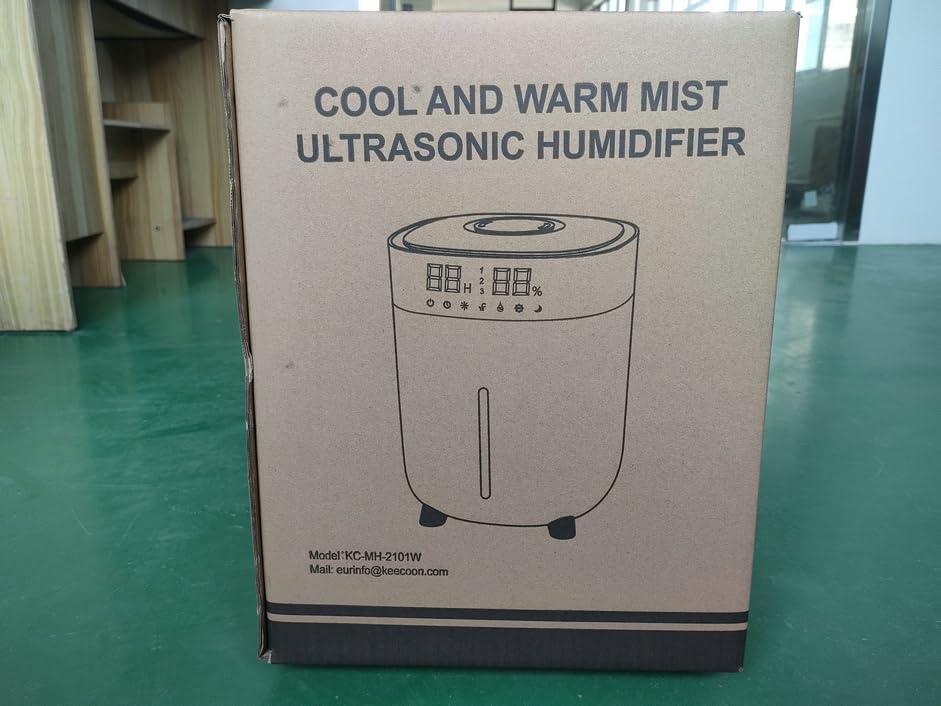 COOL AND WARM MIST
ULTRASONIC HUMIDIFIER
88H 1 2 3 88%
Model:KC-MH-2101W
Mail: eurinfo@keecoon.com